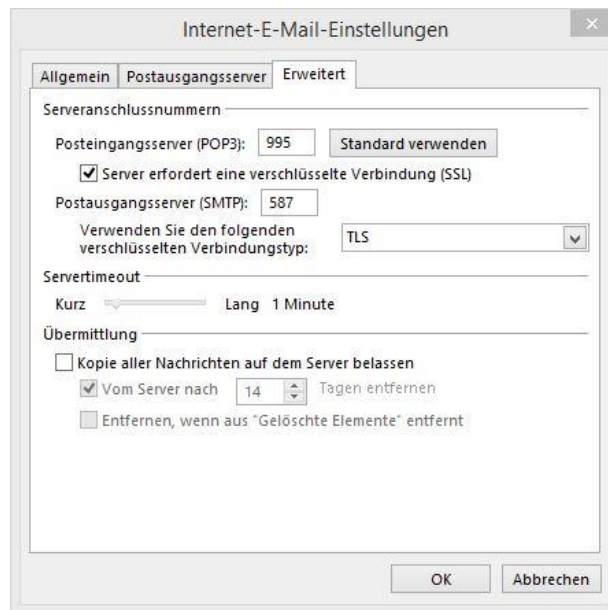 Internet-E-Mail-Einstellungen
Allgemein Postausgangsserver Erweitert
Serveranschlussnummern
Posteingangsserver (POP3): 995 Standard verwenden
Server erfordert eine verschlüsselte Verbindung (SSL)
Postausgangsserver (SMTP): 587
Verwenden Sie den folgenden
verschlüsselten Verbindungstyp: TLS
Servertimeout
Kurz Lang 1 Minute
Übermittlung
Kopie aller Nachrichten auf dem Server belassen
Vom Server nach 14 Tagen entfernen
Entfernen, wenn aus "Gelöschte Elemente" entfernt
OK Abbrechen